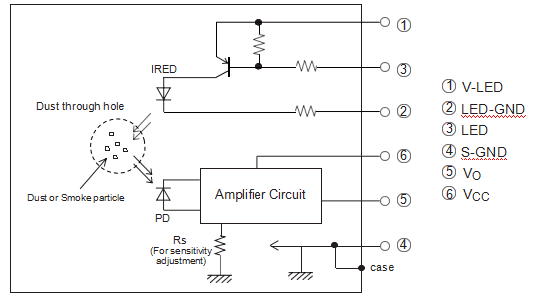 ①
IRED
③
Dust through hole
②
⑥
Amplifier Circuit
Dust or Smoke particle
⑤
PD
Rs
(For sensitivity
adjustment)
④
case
① V-LED
② LED-GND
③ LED
④ S-GND
⑤ VO
⑥ VCC